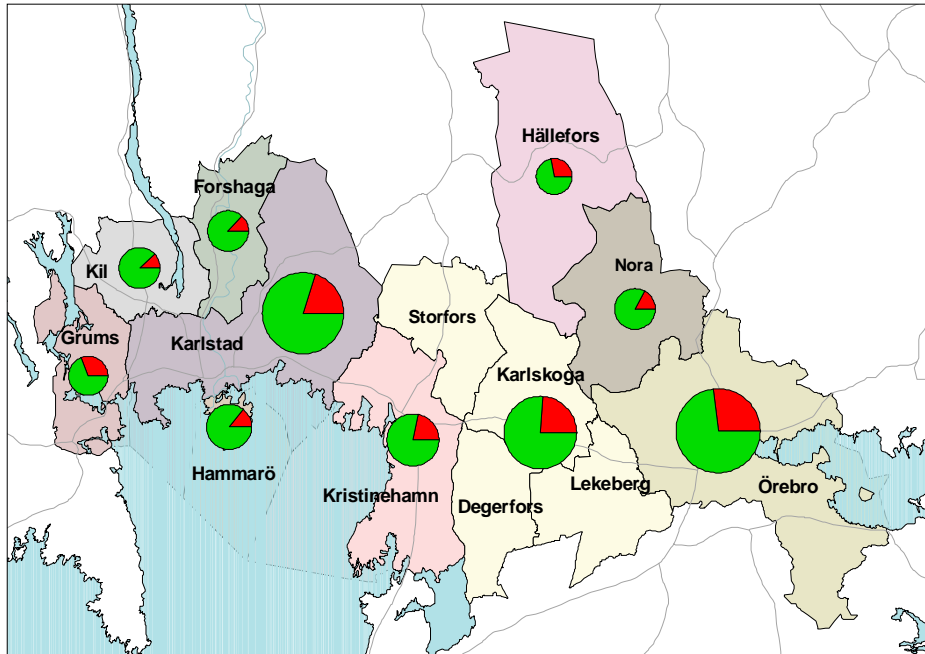 Hällefors
Forshaga
Nora
Kil
Storfors
Grums
Karlstad
Karlskoga
Hammarö
Kristinehamn
Degerfors
Lekeberg
Örebro